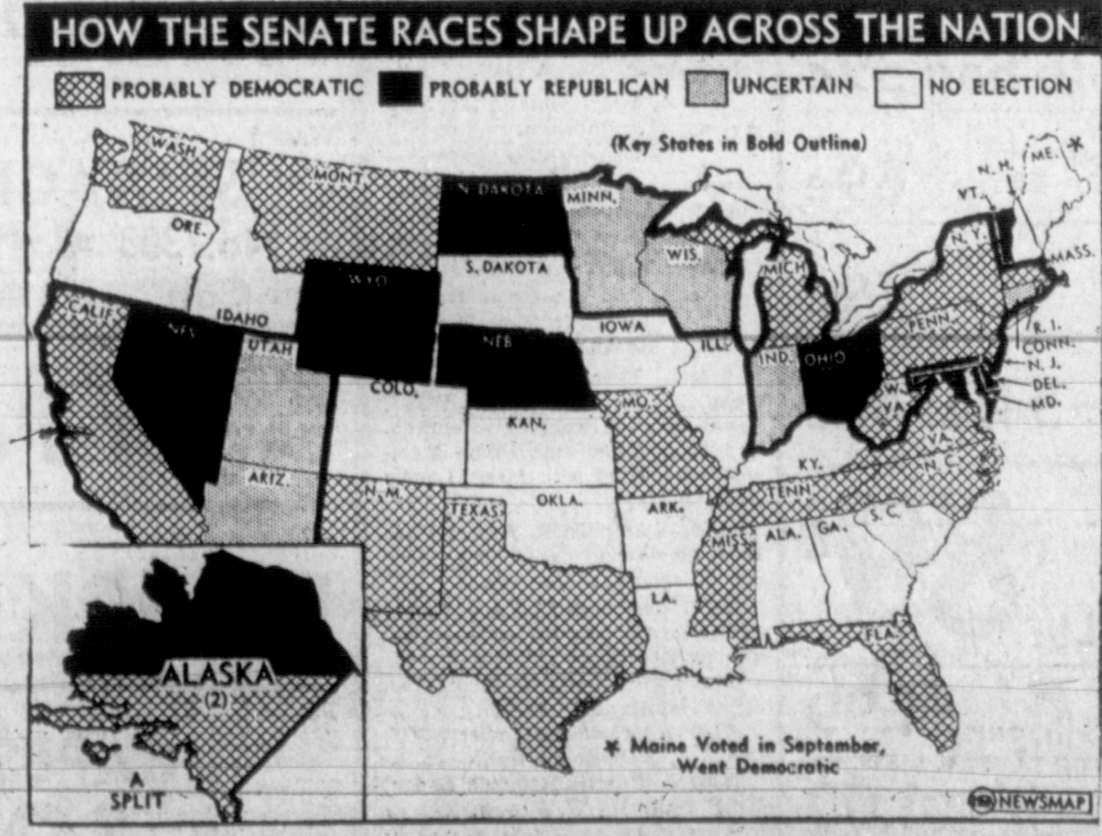 HOW THE SENATE RACES SHAPE UP ACROSS THE NATION
PROBABLY DEMOCRATIC PROBABLY REPUBLICAN UNCERTAIN NO ELECTION
(Key States in Bold Outline)
WASH.
MONT.
N. DAKOTA
MINN.
ME. *
N. H.
VT.
ORE.
S. DAKOTA
WIS.
MICH
N. Y.
MASS.
WYO
CALIF.
NEV
IDAHO
UTAH
NEB
IOWA
ILL.
IND.
OHIO
PENN.
R. I.
CONN.
N. J.
DEL.
MD.
COLO.
KAN.
MO.
W.
VA.
KY.
VA.
ARIZ.
N. M.
TEXAS
OKLA.
ARK.
TENN.
N. C.
MISS.
ALA.
GA.
S. C.
LA.
FLA.
ALASKA
(2)
A
SPLIT
* Maine Voted in September,
Went Democratic
NEWSMAP